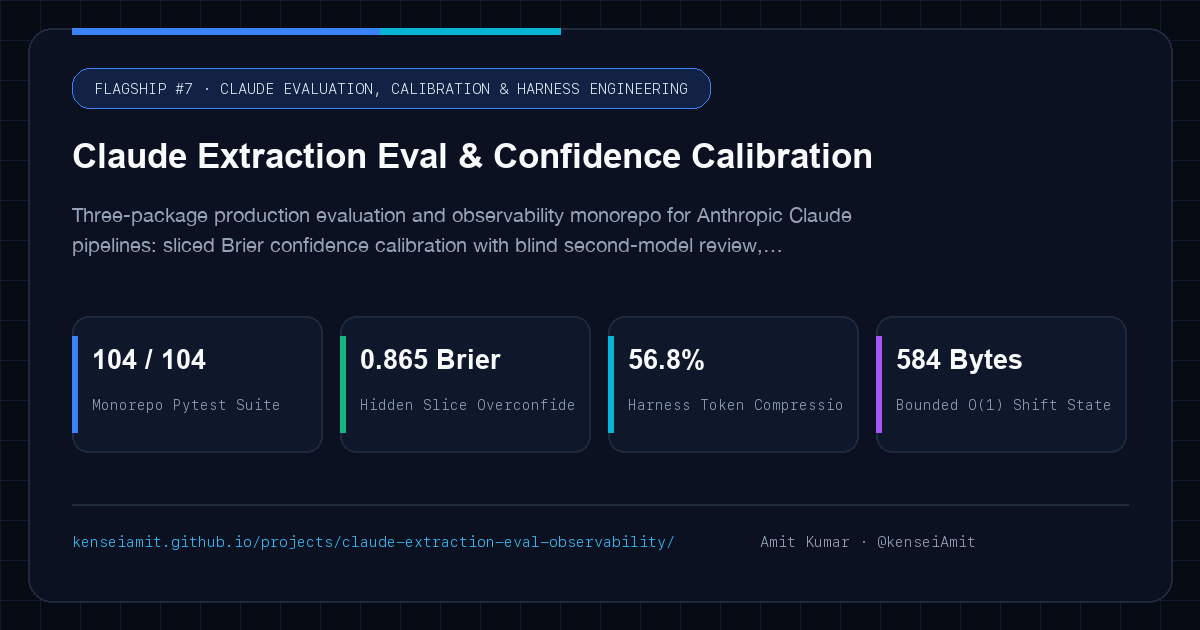 FLAGSHIP #7 · CLAUDE EVALUATION, CALIBRATION & HARNESS ENGINEERING
Claude Extraction Eval & Confidence Calibration
Three-package production evaluation and observability monorepo for Anthropic Claude
pipelines: sliced Brier confidence calibration with blind second-model review,…
104 / 104
Monorepo Pytest Suite
0.865 Brier
Hidden Slice Overconfide
56.8%
Harness Token Compressio
584 Bytes
Bounded O(1) Shift State
kenseiamit.github.io/projects/claude-extraction-eval-observability/
Amit Kumar · @kenseiAmit